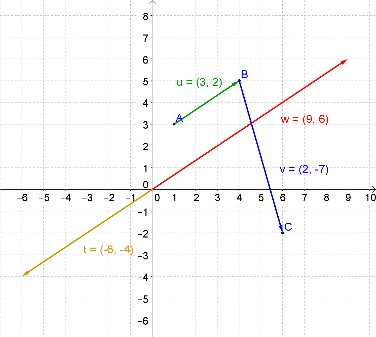 8
7
6
5
4
3
2
1
0
-1
-2
-3
-4
-5
-6
-6 -5 -4 -3 -2 -1 0 1 2 3 4 5 6 7 8 9 10
B
u = (3, 2)
A
w = (9, 6)
v = (2, -7)
C
t = (-6, -4)